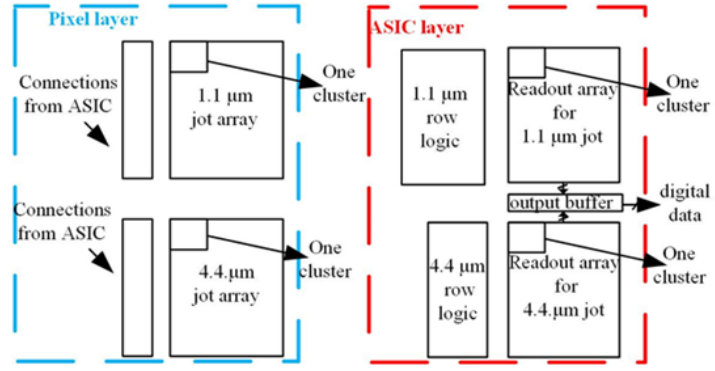 Pixel layer
Connections
from ASIC
1.1 μm
jot array
One
cluster
Connections
from ASIC
4.4.μm
jot array
One
cluster
ASIC layer
1.1 μm
row
logic
Readout array
for
1.1 μm jot
One
cluster
output buffer
digital
data
4.4 μm
row
logic
Readout array
for
4.4.μm jot
One
cluster